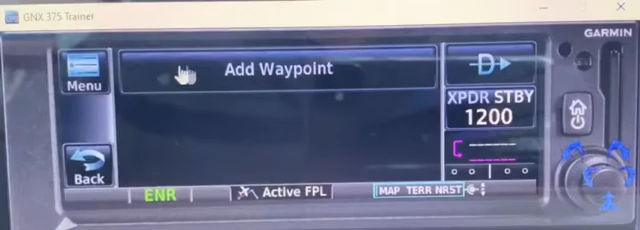 GNX 375 Trainer
GARMIN
Menu
Add Waypoint
D
XPDR STBY
1200
Back
ENR
Active FPL
MAP TERR NRST